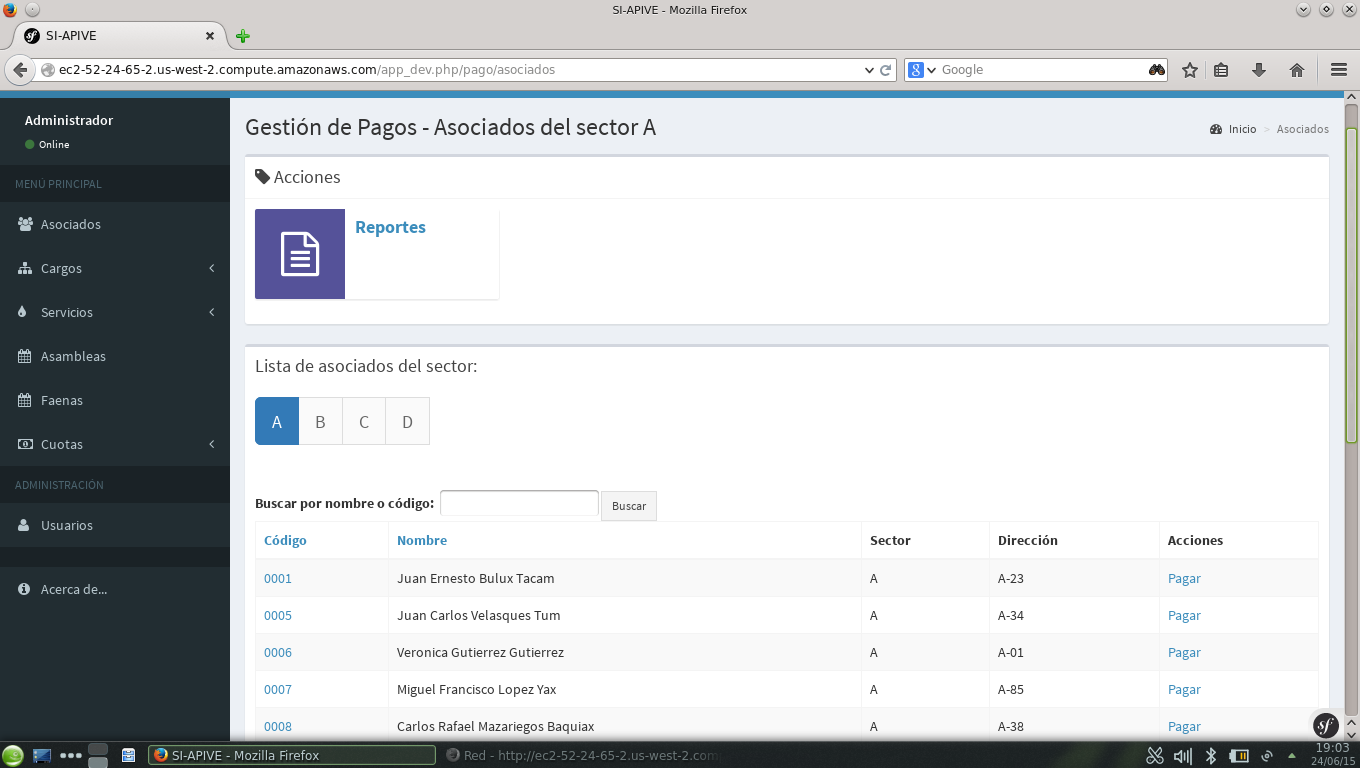 SI-APIVE - Mozilla Firefox
SI-APIVE
ec2-52-24-65-2.us-west-2.compute.amazonaws.com/app_dev.php/pago/asociados
Google
Administrador
Online
MENÚ PRINCIPAL
Asociados
Cargos
Servicios
Asambleas
Faenas
Cuotas
ADMINISTRACIÓN
Usuarios
Acerca de...
Gestión de Pagos - Asociados del sector A
Inicio > Asociados
Acciones
Reportes
Lista de asociados del sector:
A B C D
Buscar por nombre o código: Buscar
Código Nombre Sector Dirección Acciones
0001 Juan Ernesto Bulux Tacam A A-23 Pagar
0005 Juan Carlos Velasques Tum A A-34 Pagar
0006 Veronica Gutierrez Gutierrez A A-01 Pagar
0007 Miguel Francisco Lopez Yax A A-85 Pagar
0008 Carlos Rafael Mazariegos Baquiax A A-38 Pagar
SI-APIVE - Mozilla Firefox
Red - http://ec2-52-24-65-2.us-west-2.com
19:03
24/06/15